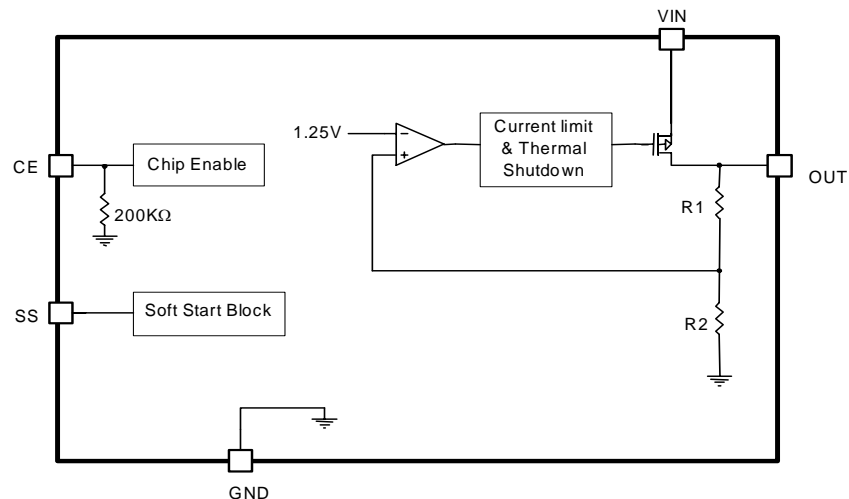 VIN
1.25V
−
+
Current limit
& Thermal
Shutdown
CE
Chip Enable
OUT
200KΩ
R1
SS
Soft Start Block
R2
GND